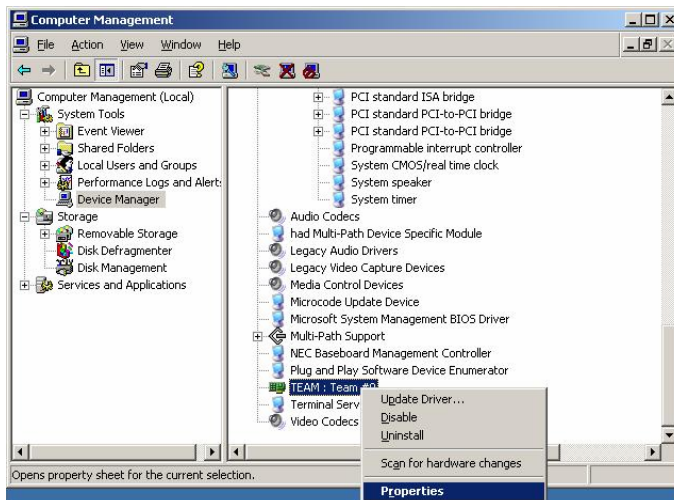 Computer Management
File Action View Window Help
Computer Management (Local)
System Tools
Event Viewer
Shared Folders
Local Users and Groups
Performance Logs and Alert:
Device Manager
Storage
Removable Storage
Disk Defragmenter
Disk Management
Services and Applications
PCI standard ISA bridge
PCI standard PCI-to-PCI bridge
PCI standard PCI-to-PCI bridge
Programmable interrupt controller
System CMOS/real time clock
System speaker
System timer
Audio Codecs
had Multi-Path Device Specific Module
Legacy Audio Drivers
Legacy Video Capture Devices
Media Control Devices
Microcode Update Device
Microsoft System Management BIOS Driver
Multi-Path Support
NEC Baseboard Management Controller
Plug and Play Software Device Enumerator
TEAM : Team #0
Terminal Serv
Video Codecs
Update Driver...
Disable
Uninstall
Scan for hardware changes
Properties
Opens property sheet for the current selection.